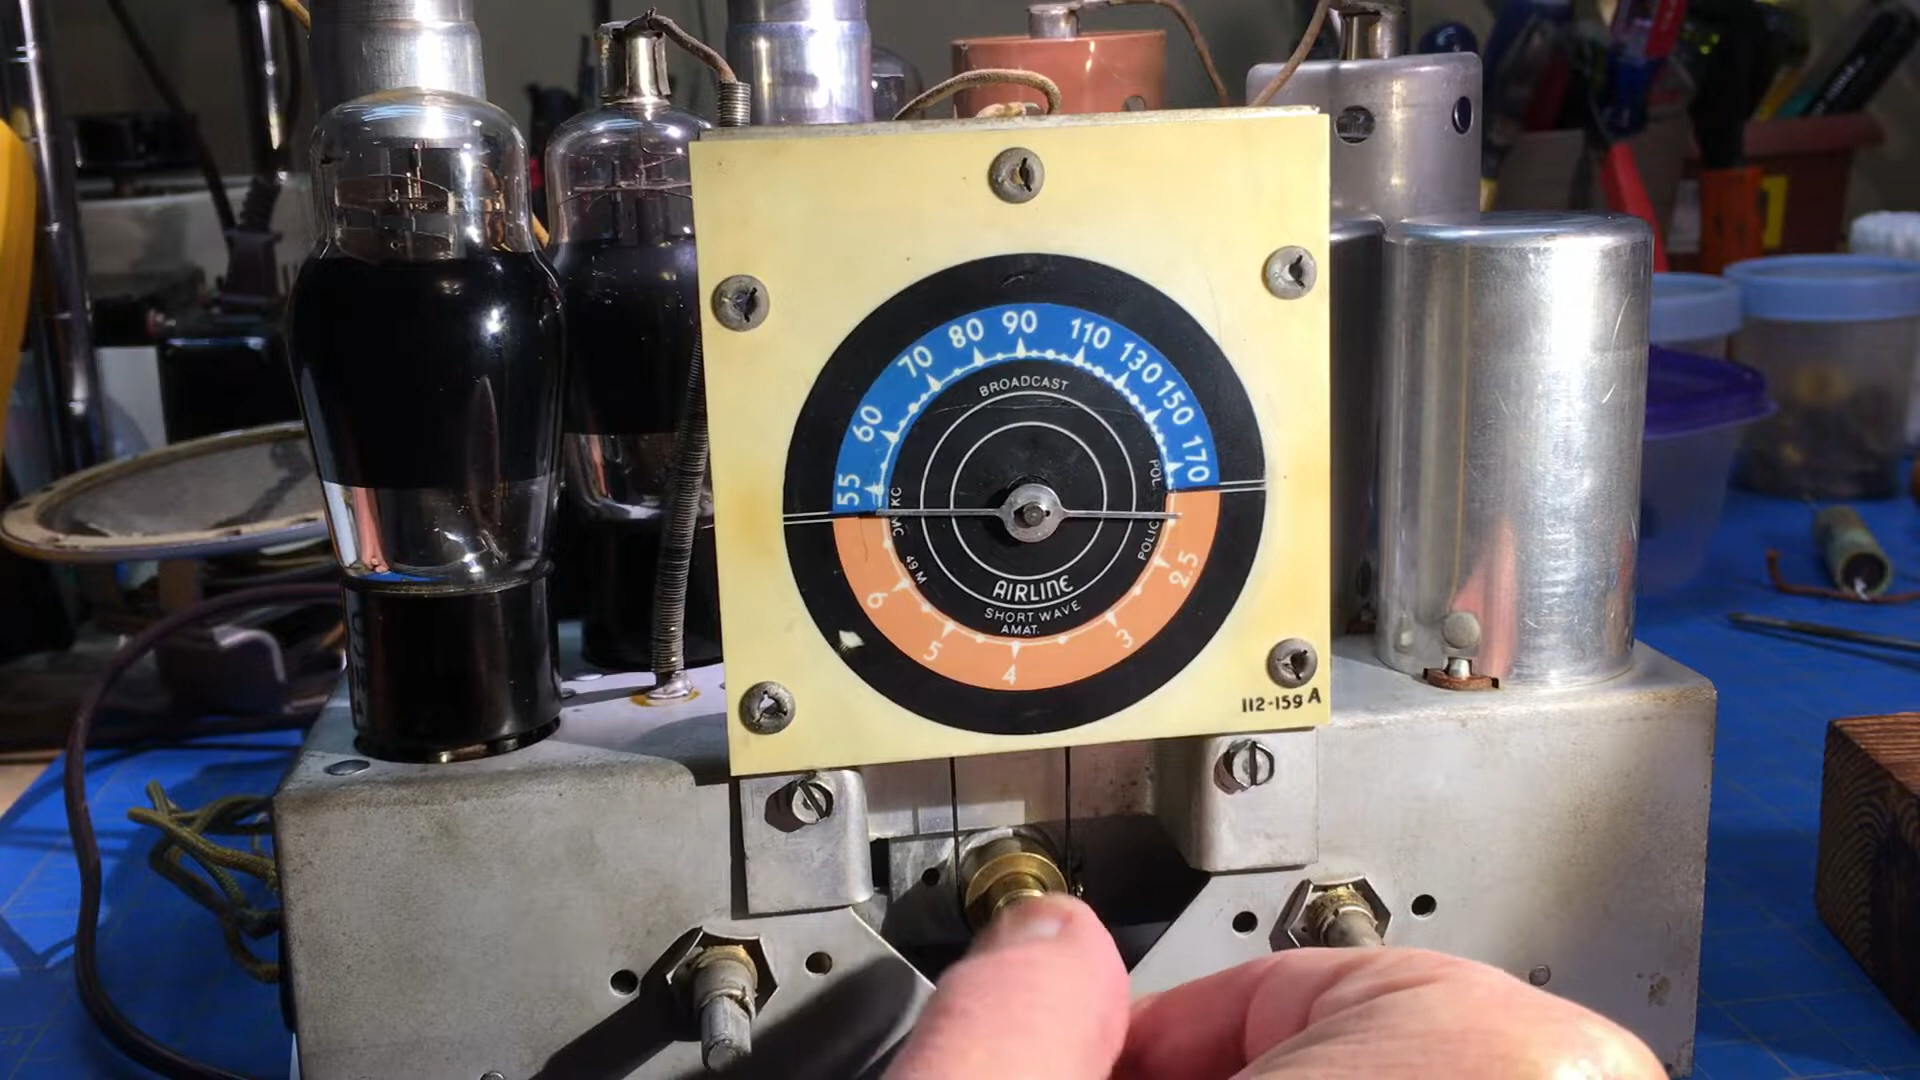 55 60 70 80 90 110 130 150 170
BROADCAST
KC
MC
POL
POLIC
49 M
6 5 4 3 2.5
AIRLINE
SHORT WAVE
AMAT.
112-159 A